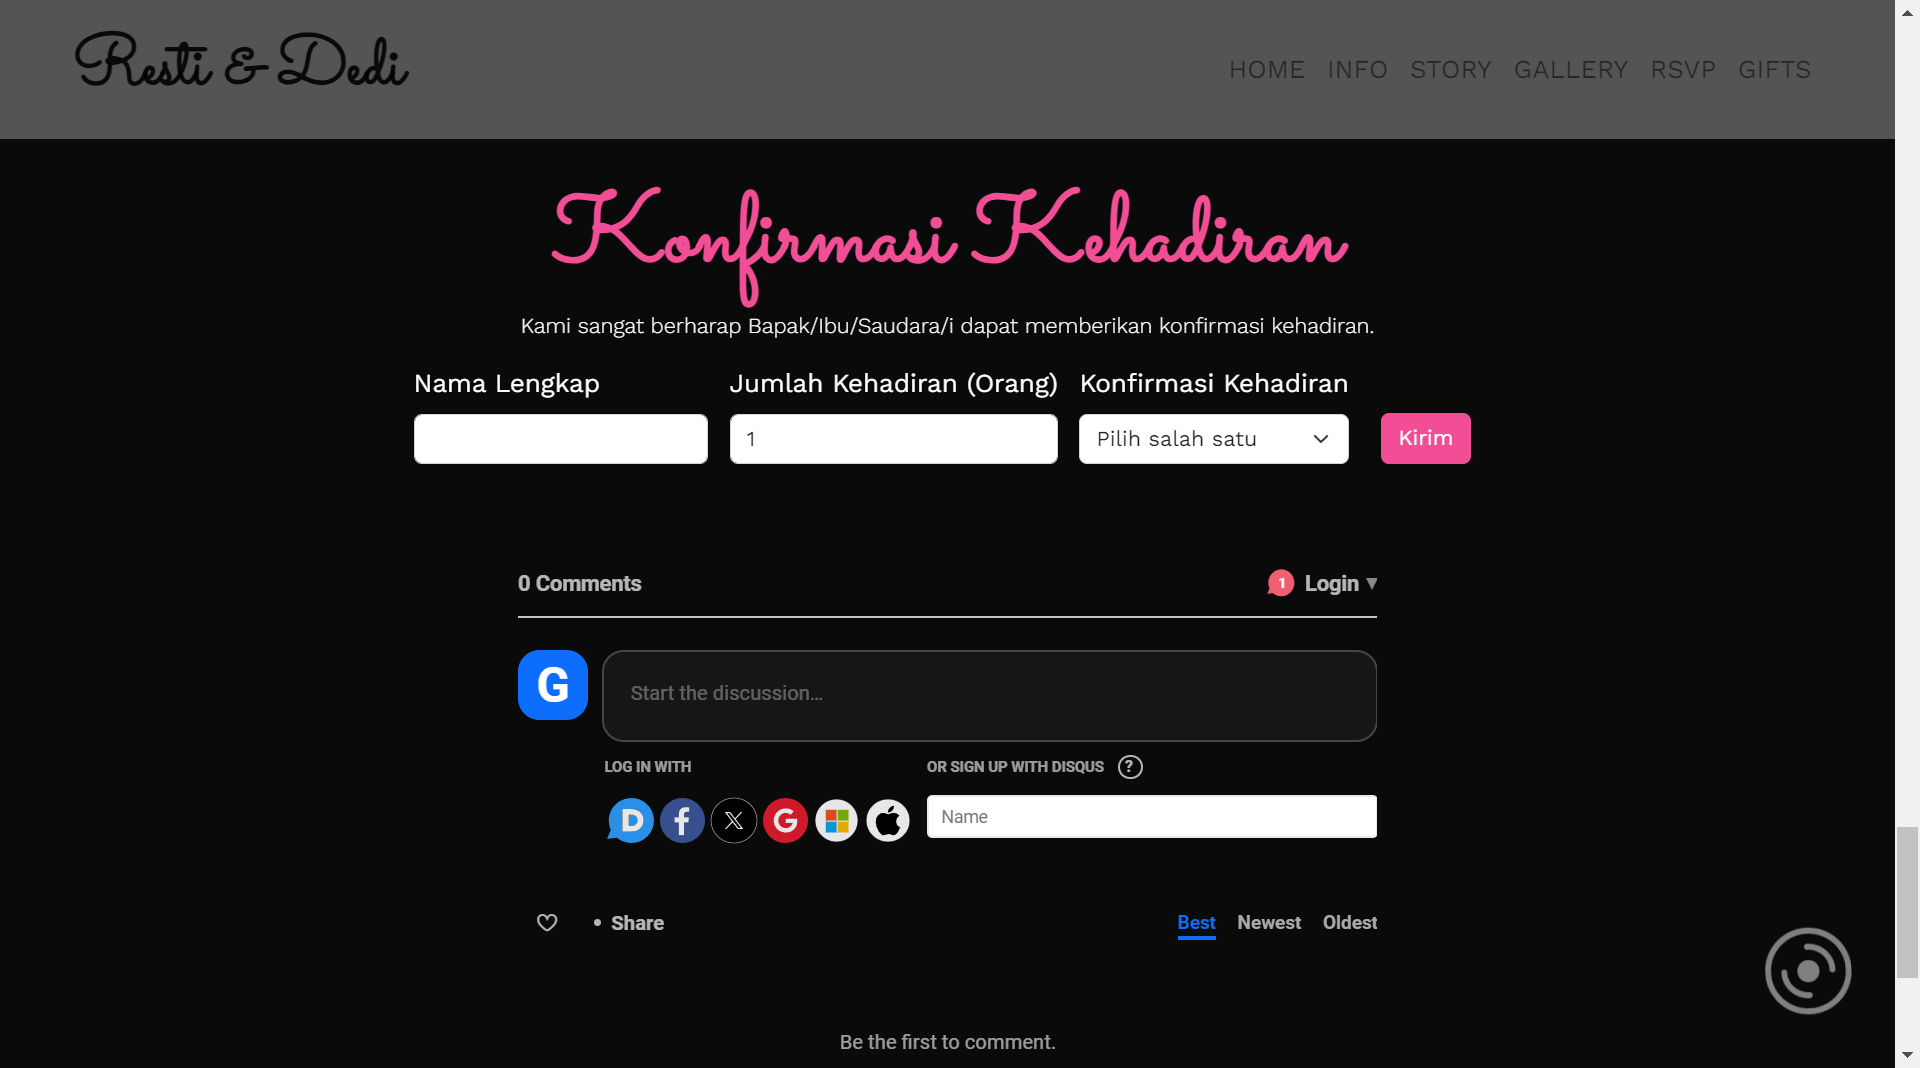 Resti & Dedi
HOME INFO STORY GALLERY RSVP GIFTS
Konfirmasi Kehadiran
Kami sangat berharap Bapak/Ibu/Saudara/i dapat memberikan konfirmasi kehadiran.
Nama Lengkap Jumlah Kehadiran (Orang) Konfirmasi Kehadiran
1 Pilih salah satu Kirim
0 Comments 1 Login
G Start the discussion...
LOG IN WITH OR SIGN UP WITH DISQUS ?
D f X G Name
• Share Best Newest Oldest
Be the first to comment.